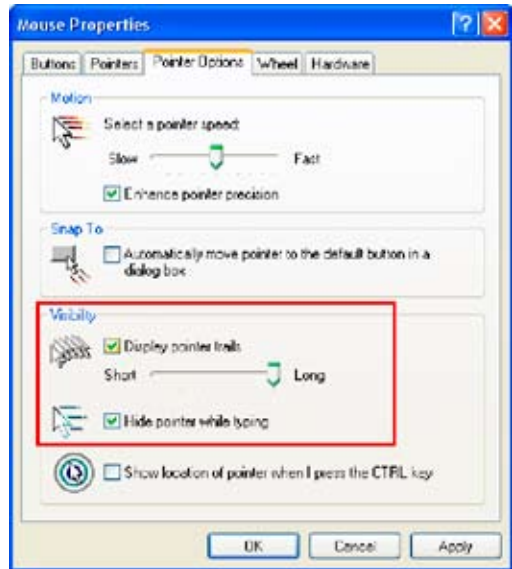 Mouse Properties
Buttons Pointers Pointer Options Wheel Hardware
Motion
Select a pointer speed:
Slow Fast
Enhance pointer precision
Snap To
Automatically move pointer to the default button in a
dialog box
Visibility
Display pointer trails
Short Long
Hide pointer while typing
Show location of pointer when I press the CTRL key
OK Cancel Apply